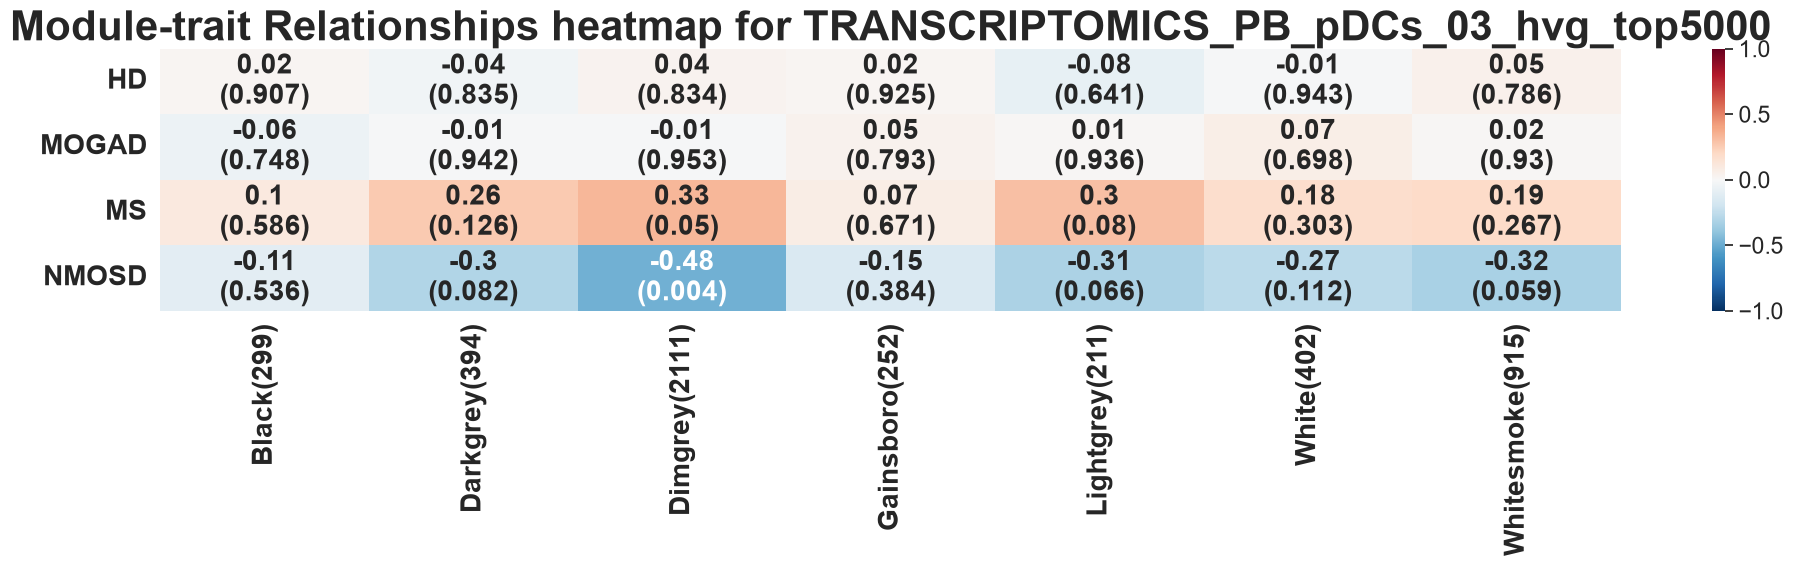 Module-trait Relationships heatmap for TRANSCRIPTOMICS_PB_pDCs_03_hvg_top5000
HD
0.02 -0.04 0.04 0.02 -0.08 -0.01 0.05
(0.907) (0.835) (0.834) (0.925) (0.641) (0.943) (0.786)
MOGAD
-0.06 -0.01 -0.01 0.05 0.01 0.07 0.02
(0.748) (0.942) (0.953) (0.793) (0.936) (0.698) (0.93)
MS
0.1 0.26 0.33 0.07 0.3 0.18 0.19
(0.586) (0.126) (0.05) (0.671) (0.08) (0.303) (0.267)
NMOSD
-0.11 -0.3 -0.48 -0.15 -0.31 -0.27 -0.32
(0.536) (0.082) (0.004) (0.384) (0.066) (0.112) (0.059)
Black(299)
Darkgrey(394)
Dimgrey(2111)
Gainsboro(252)
Lightgrey(211)
White(402)
Whitesmoke(915)
1.0
0.5
0.0
−0.5
−1.0